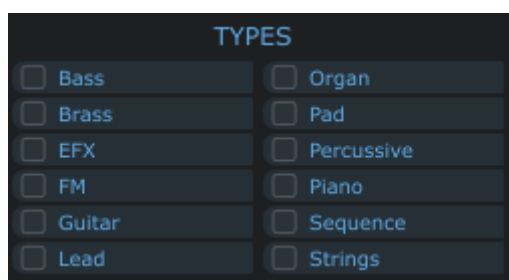 TYPES
Bass
Brass
EFX
FM
Guitar
Lead
Organ
Pad
Percussive
Piano
Sequence
Strings